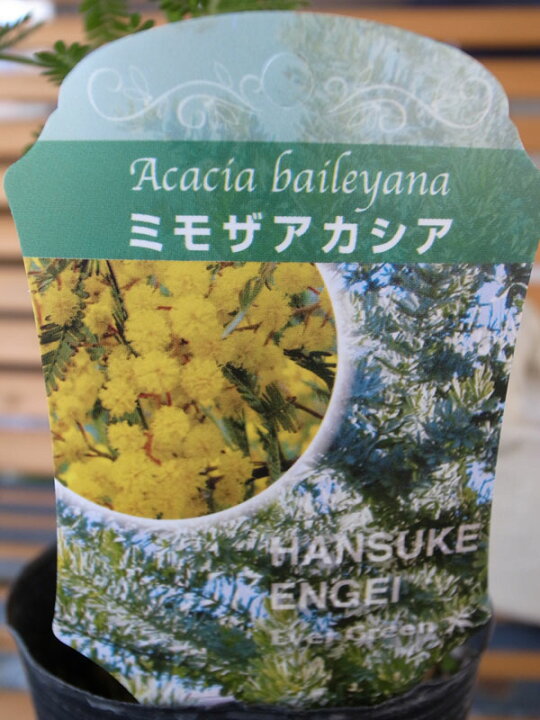 Acacia baileyana
ミモザアカシア
HANSUKE
ENGEI
Ever Green